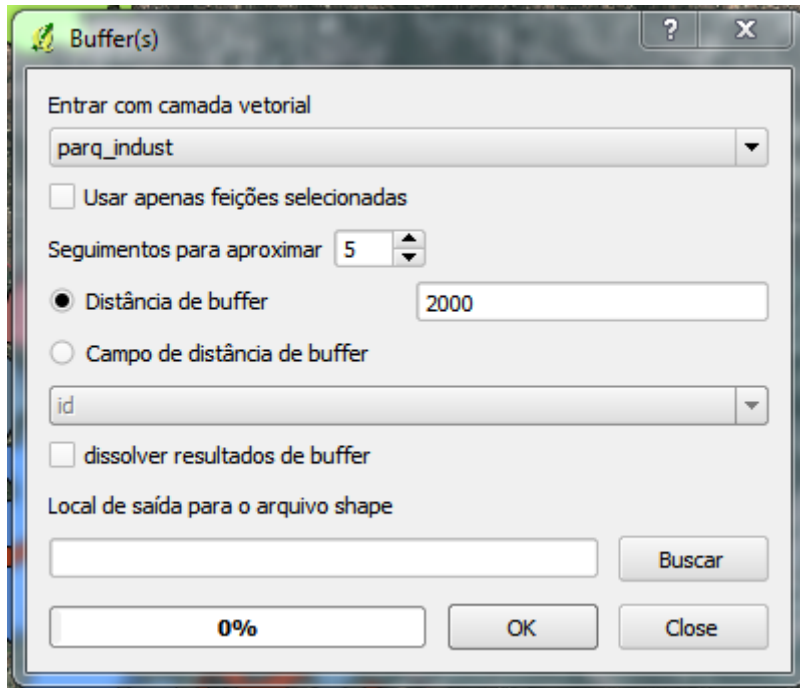 Buffer(s)
?
X
Entrar com camada vetorial
parq_indust
Usar apenas feições selecionadas
Seguimentos para aproximar 5
Distância de buffer 2000
Campo de distância de buffer
id
dissolver resultados de buffer
Local de saída para o arquivo shape
Buscar
0% OK Close